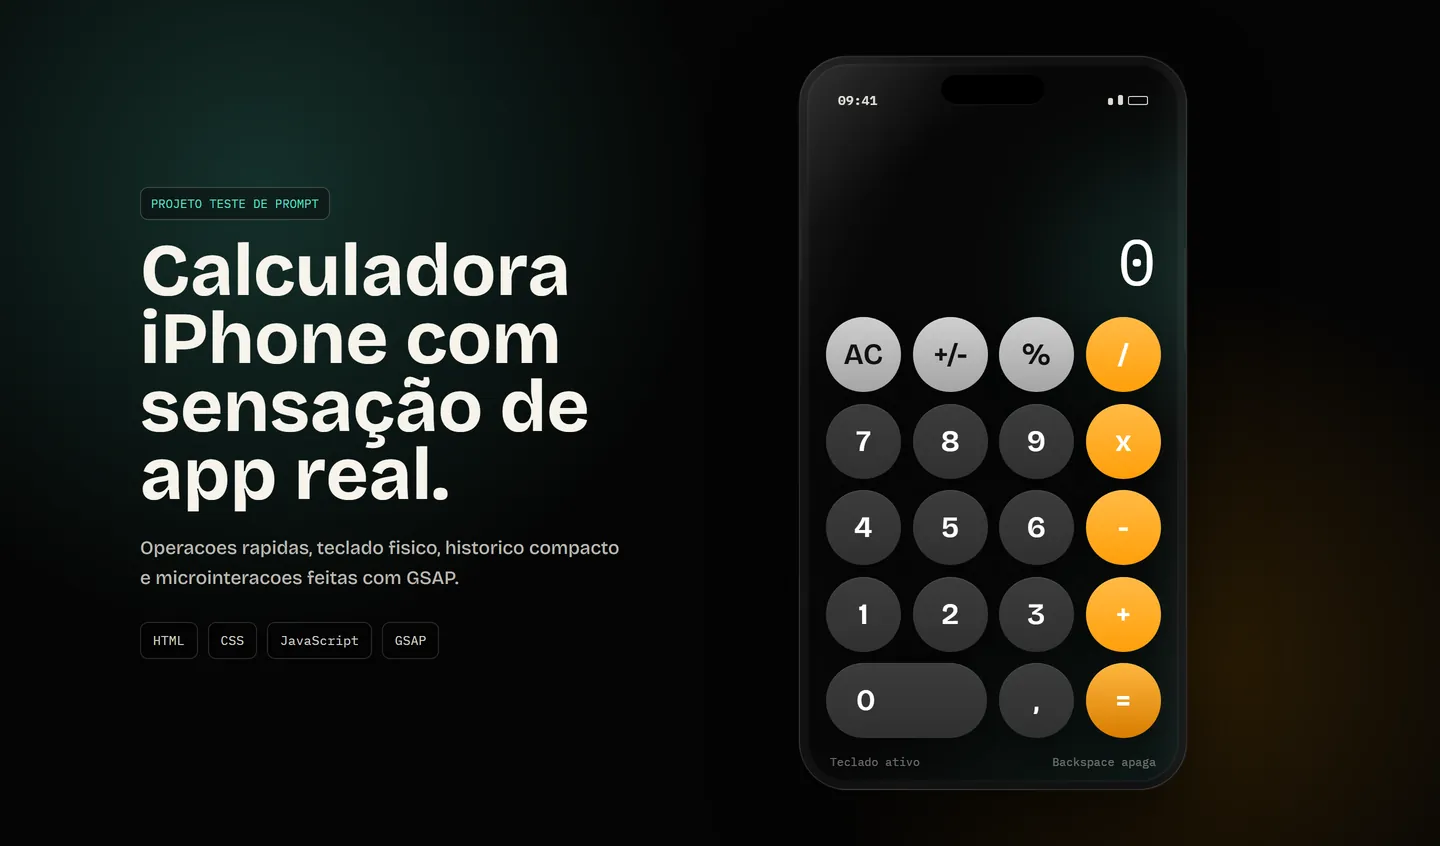 PROJETO TESTE DE PROMPT
Calculadora
iPhone com
sensação de
app real.
Operacoes rapidas, teclado fisico, historico compacto
e microinteracoes feitas com GSAP.
HTML CSS JavaScript GSAP
09:41
0
AC +/- % /
7 8 9 x
4 5 6 -
1 2 3 +
0 , =
Teclado ativo Backspace apaga